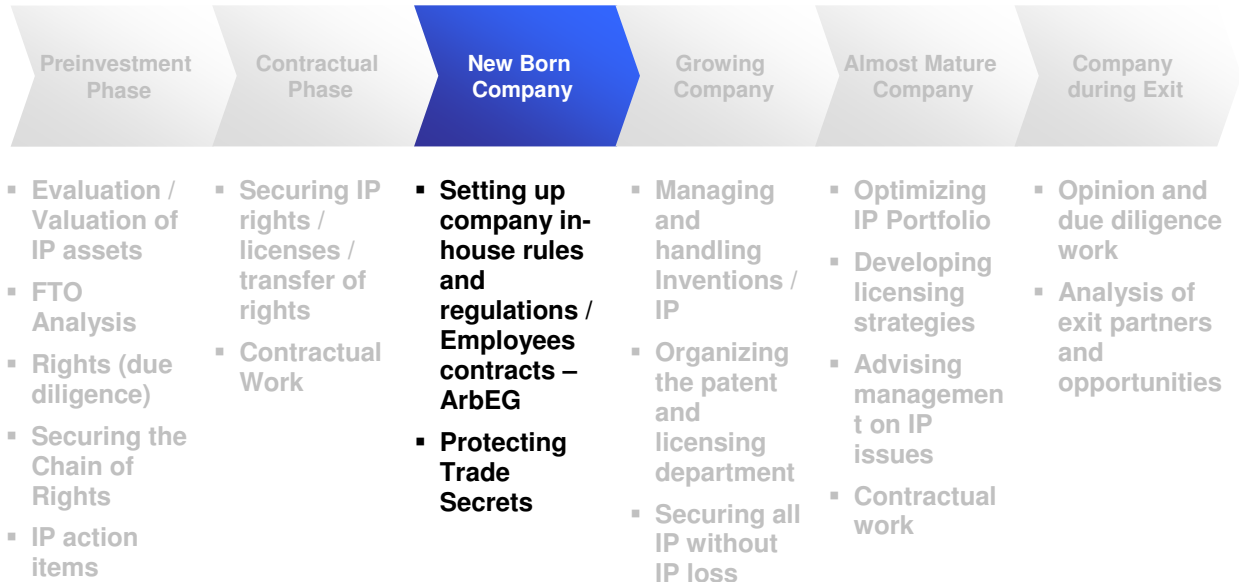 Preinvestment
Phase
Contractual
Phase
New Born
Company
Growing
Company
Almost Mature
Company
Company
during Exit
▪ Evaluation /
Valuation of
IP assets
▪ FTO
Analysis
▪ Rights (due
diligence)
▪ Securing the
Chain of
Rights
▪ IP action
items
▪ Securing IP
rights /
licenses /
transfer of
rights
▪ Contractual
Work
▪ Setting up
company in-
house rules
and
regulations /
Employees
contracts –
ArbEG
▪ Protecting
Trade
Secrets
▪ Managing
and
handling
Inventions /
IP
▪ Organizing
the patent
and
licensing
department
▪ Securing all
IP without
IP loss
▪ Optimizing
IP Portfolio
▪ Developing
licensing
strategies
▪ Advising
managemen
t on IP
issues
▪ Contractual
work
▪ Opinion and
due diligence
work
▪ Analysis of
exit partners
and
opportunities